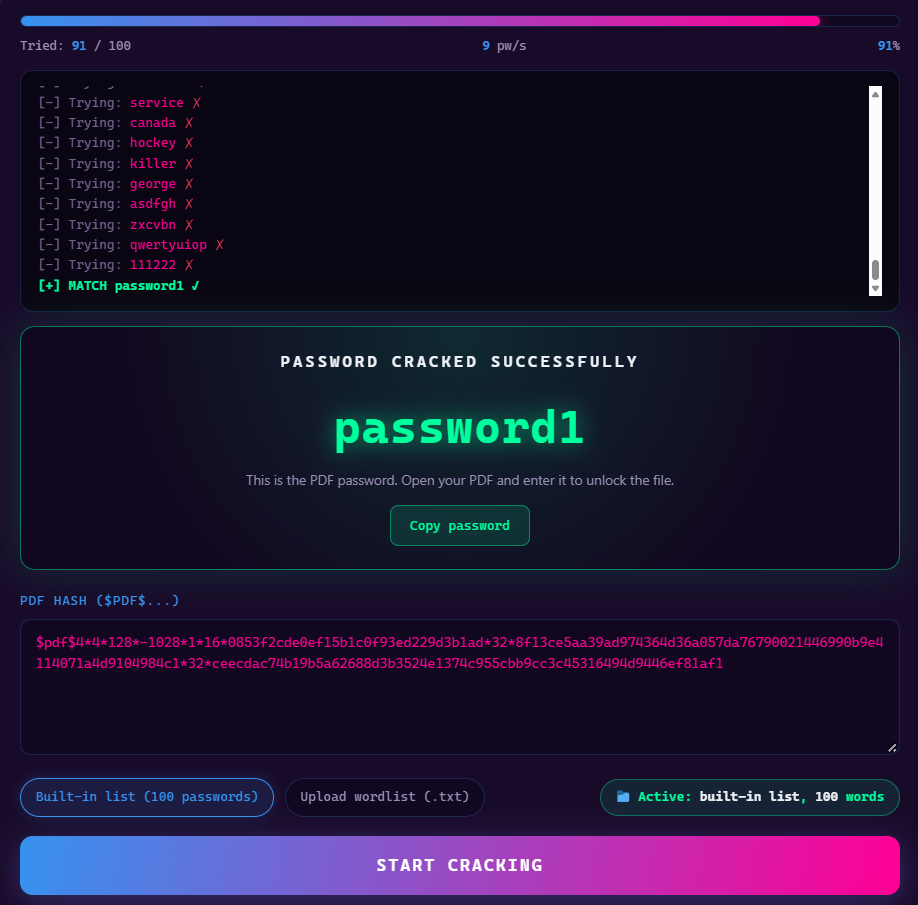 Tried: 91 / 100
9 pw/s
91%
[-] Trying: service ✗
[-] Trying: canada ✗
[-] Trying: hockey ✗
[-] Trying: killer ✗
[-] Trying: george ✗
[-] Trying: asdfgh ✗
[-] Trying: zxcvbn ✗
[-] Trying: qwertyuiop ✗
[-] Trying: 111222 ✗
[+] MATCH password1 ✓
PASSWORD CRACKED SUCCESSFULLY
password1
This is the PDF password. Open your PDF and enter it to unlock the file.
Copy password
PDF HASH ($PDF$...)
$pdf$4*4*128*-1028*1*16*0853f2cde0ef15b1c0f93ed229d3b1ad*32*8f13ce5aa39ad974364d36a057da76790021446990b9e4
114071a4d9104984c1*32*ceecdac74b19b5a62688d3b3524e1374c955cbb9cc3c45316494d9446ef81af1
Built-in list (100 passwords)
Upload wordlist (.txt)
Active: built-in list, 100 words
START CRACKING